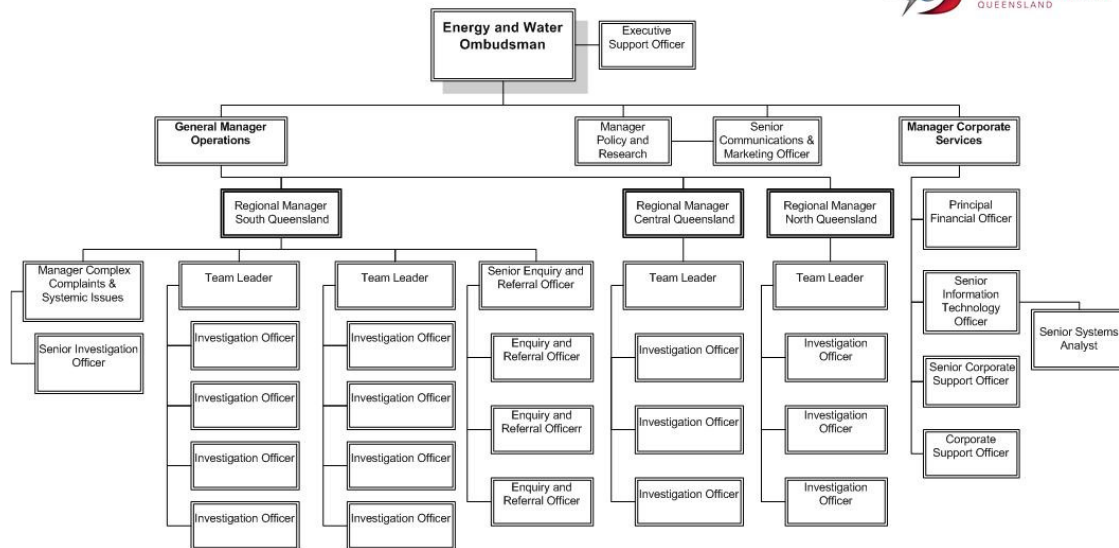 QUEENSLAND
Energy and Water
Ombudsman
Executive
Support Officer
General Manager
Operations
Manager
Policy and
Research
Senior
Communications &
Marketing Officer
Manager Corporate
Services
Regional Manager
South Queensland
Regional Manager
Central Queensland
Regional Manager
North Queensland
Principal
Financial Officer
Manager Complex
Complaints &
Systemic Issues
Team Leader
Team Leader
Senior Enquiry and
Referral Officer
Team Leader
Team Leader
Senior
Information
Technology
Officer
Senior Systems
Analyst
Senior Investigation
Officer
Investigation Officer
Investigation Officer
Enquiry and
Referral Officer
Investigation Officer
Investigation
Officer
Senior Corporate
Support Officer
Investigation Officer
Investigation Officer
Enquiry and
Referral Officerr
Investigation Officer
Investigation
Officer
Corporate
Support Officer
Investigation Officer
Investigation Officer
Enquiry and
Referral Officer
Investigation Officer
Investigation
Officer
Investigation Officer
Investigation Officer